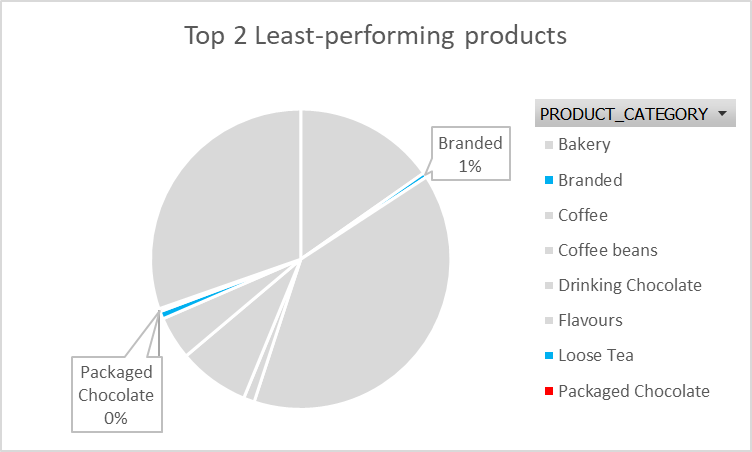 Top 2 Least-performing products
Branded
1%
Packaged
Chocolate
0%
PRODUCT_CATEGORY
Bakery
Branded
Coffee
Coffee beans
Drinking Chocolate
Flavours
Loose Tea
Packaged Chocolate